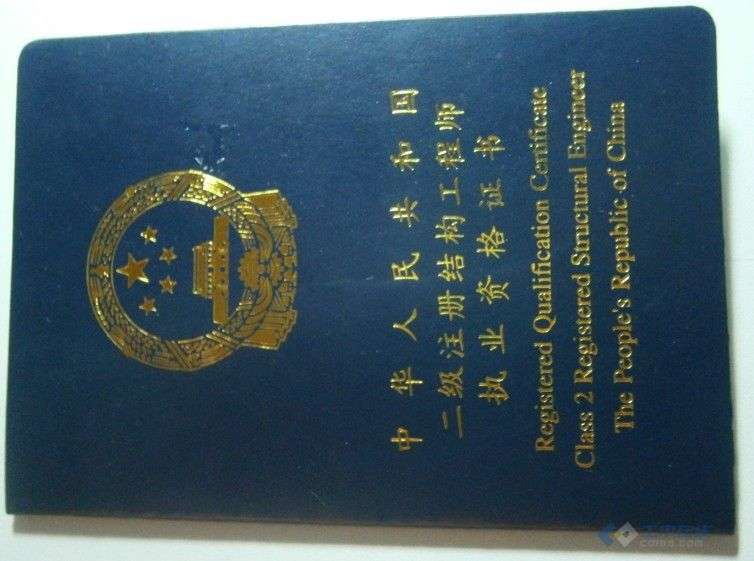 中华人民共和国
二级注册结构工程师
执业资格证书
Registered Qualification Certificate
Class 2 Registered Structural Engineer
The People's Republic of China